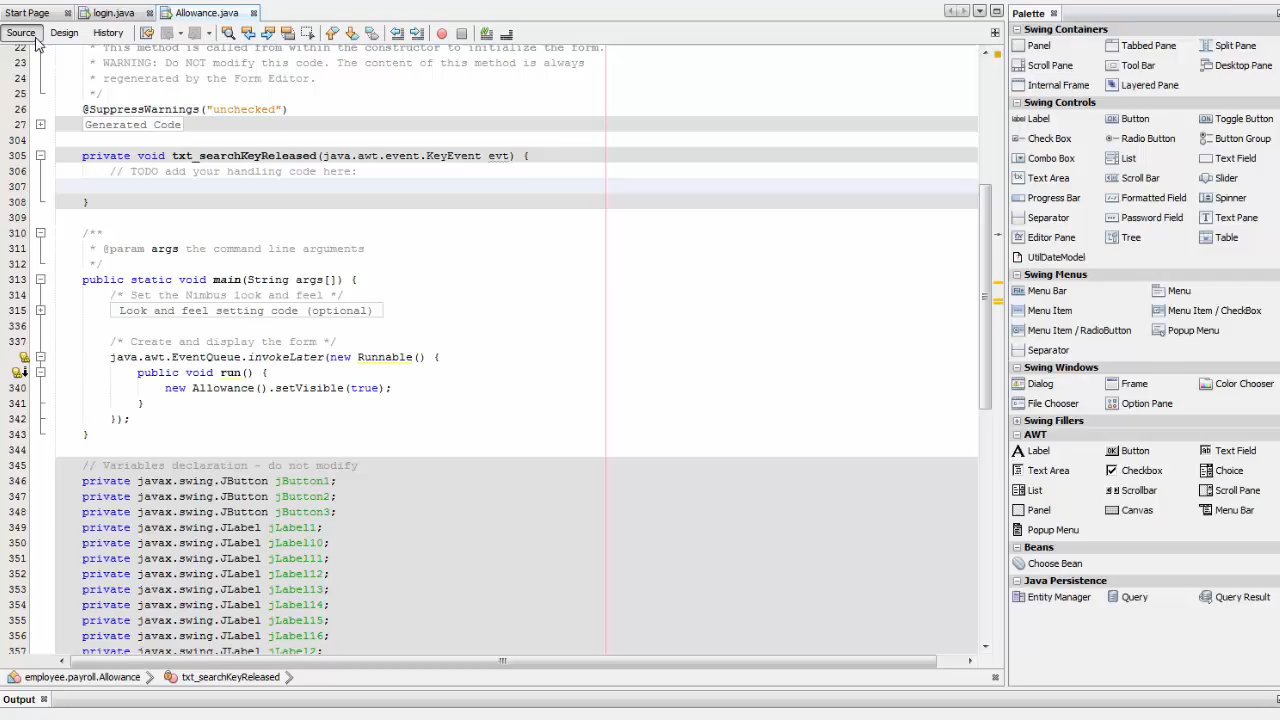 Start Page login.java Allowance.java
Source Design History
22 * This method is called from within the constructor to initialize the form.
23 * WARNING: Do NOT modify this code. The content of this method is always
24 * regenerated by the Form Editor.
25 */
26 @SuppressWarnings("unchecked")
27 Generated Code
304
305 private void txt_searchKeyReleased(java.awt.event.KeyEvent evt) {
306 // TODO add your handling code here:
307
308 }
309
310 /**
311 * @param args the command line arguments
312 */
313 public static void main(String args[]) {
314 /* Set the Nimbus look and feel */
315 Look and feel setting code (optional)
336
337 /* Create and display the form */
java.awt.EventQueue.invokeLater(new Runnable() {
public void run() {
340 new Allowance().setVisible(true);
341 }
342 });
343 }
344
345 // Variables declaration - do not modify
346 private javax.swing.JButton jButton1;
347 private javax.swing.JButton jButton2;
348 private javax.swing.JButton jButton3;
349 private javax.swing.JLabel jLabel1;
350 private javax.swing.JLabel jLabel10;
351 private javax.swing.JLabel jLabel11;
352 private javax.swing.JLabel jLabel12;
353 private javax.swing.JLabel jLabel13;
354 private javax.swing.JLabel jLabel14;
355 private javax.swing.JLabel jLabel15;
356 private javax.swing.JLabel jLabel16;
357 private javax.swing.JLabel jLabel2;
employee.payroll.Allowance txt_searchKeyReleased
Output
Palette
Swing Containers
Panel Tabbed Pane Split Pane
Scroll Pane Tool Bar Desktop Pane
Internal Frame Layered Pane
Swing Controls
Label Button Toggle Button
Check Box Radio Button Button Group
Combo Box List Text Field
Text Area Scroll Bar Slider
Progress Bar Formatted Field Spinner
Separator Password Field Text Pane
Editor Pane Tree Table
UtilDateModel
Swing Menus
Menu Bar Menu
Menu Item Menu Item / CheckBox
Menu Item / RadioButton Popup Menu
Separator
Swing Windows
Dialog Frame Color Chooser
File Chooser Option Pane
Swing Fillers
AWT
Label Button Text Field
Text Area Checkbox Choice
List Scrollbar Scroll Pane
Panel Canvas Menu Bar
Popup Menu
Beans
Choose Bean
Java Persistence
Entity Manager Query Query Result